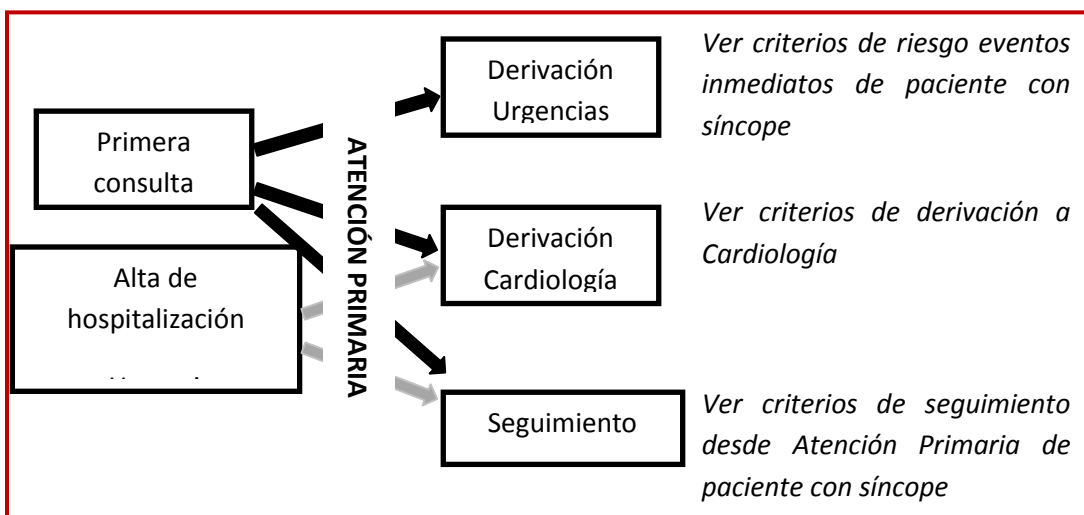 Primera
consulta
Alta de
hospitalización
ATENCIÓN PRIMARIA
Derivación
Urgencias
Ver criterios de riesgo eventos
inmediatos de paciente con
síncope
Derivación
Cardiología
Ver criterios de derivación a
Cardiología
Seguimiento
Ver criterios de seguimiento
desde Atención Primaria de
paciente con síncope